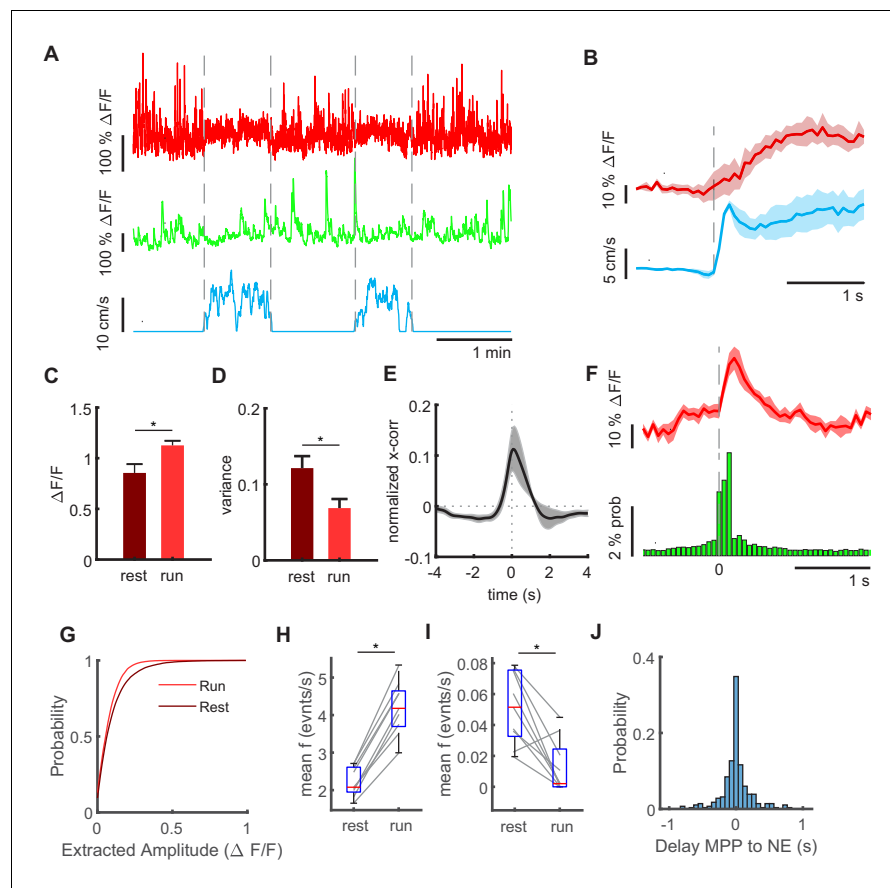 A
100 % ΔF/F
100 % ΔF/F
10 cm/s
1 min
B
10 % ΔF/F
5 cm/s
1 s
C
1.5
1
0.5
0
ΔF/F
*
rest
run
D
0.2
0.1
0
variance
*
rest
run
E
0.2
0.1
0
-0.1
normalized x-corr
-4
-2
0
2
4
time (s)
F
10 % ΔF/F
2 % prob
0
1 s
G
1
0
Probability
Run
Rest
0
0.5
1
Extracted Amplitude (Δ F/F)
H
5
4
3
2
mean f (evnts/s)
*
rest
run
I
0.08
0.06
0.04
0.02
0
mean f (evnts/s)
*
rest
run
J
0.4
0.2
0
Probability
-1
0
1
Delay MPP to NE (s)